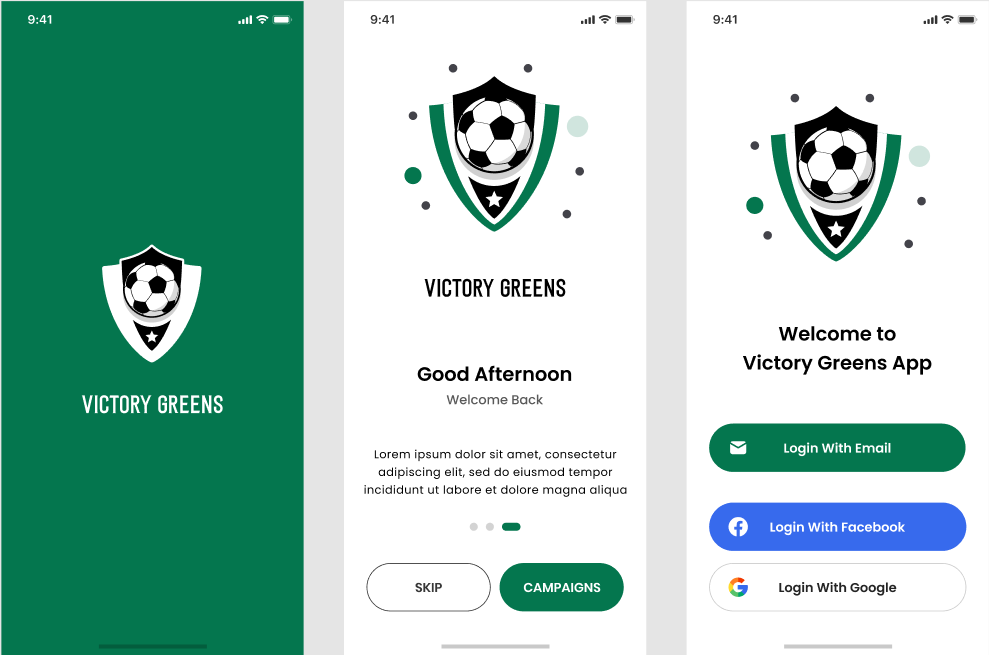 9:41
VICTORY GREENS
9:41
VICTORY GREENS
Good Afternoon
Welcome Back
Lorem ipsum dolor sit amet, consectetur
adipiscing elit, sed do eiusmod tempor
incididunt ut labore et dolore magna aliqua
SKIP
CAMPAIGNS
9:41
Welcome to
Victory Greens App
Login With Email
Login With Facebook
Login With Google